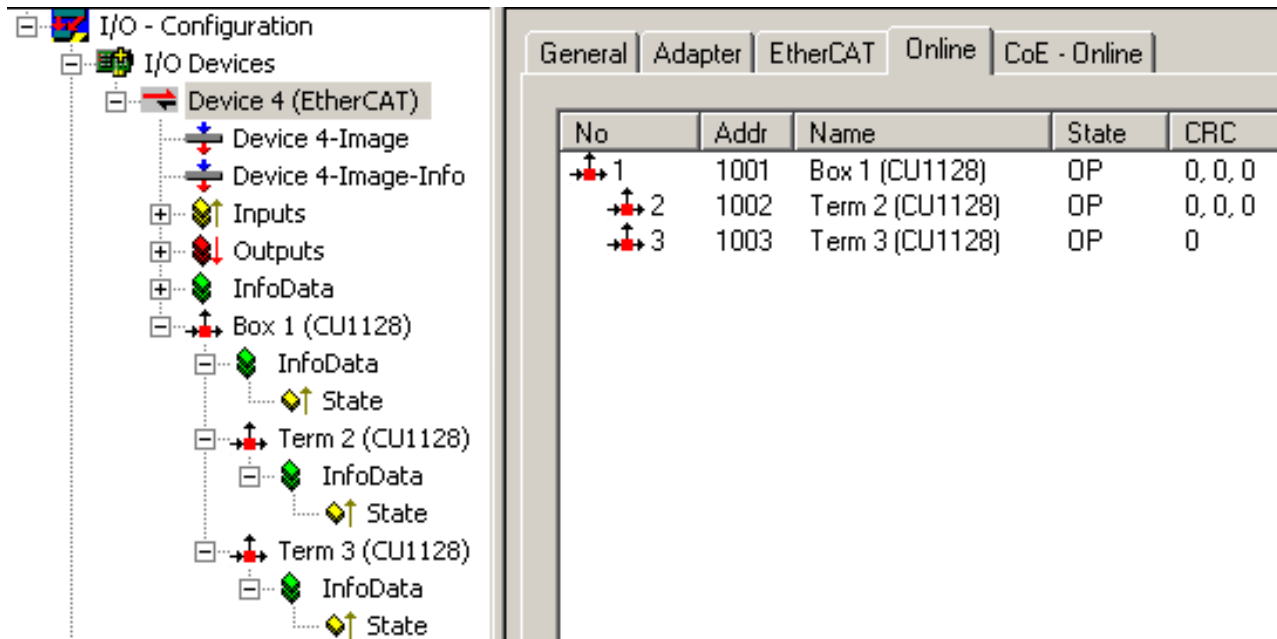 I/O - Configuration
I/O Devices
Device 4 (EtherCAT)
Device 4-Image
Device 4-Image-Info
Inputs
Outputs
InfoData
Box 1 (CU1128)
InfoData
State
Term 2 (CU1128)
InfoData
State
Term 3 (CU1128)
InfoData
State
General Adapter EtherCAT Online CoE - Online
No Addr Name State CRC
1 1001 Box 1 (CU1128) OP 0, 0, 0
2 1002 Term 2 (CU1128) OP 0, 0, 0
3 1003 Term 3 (CU1128) OP 0